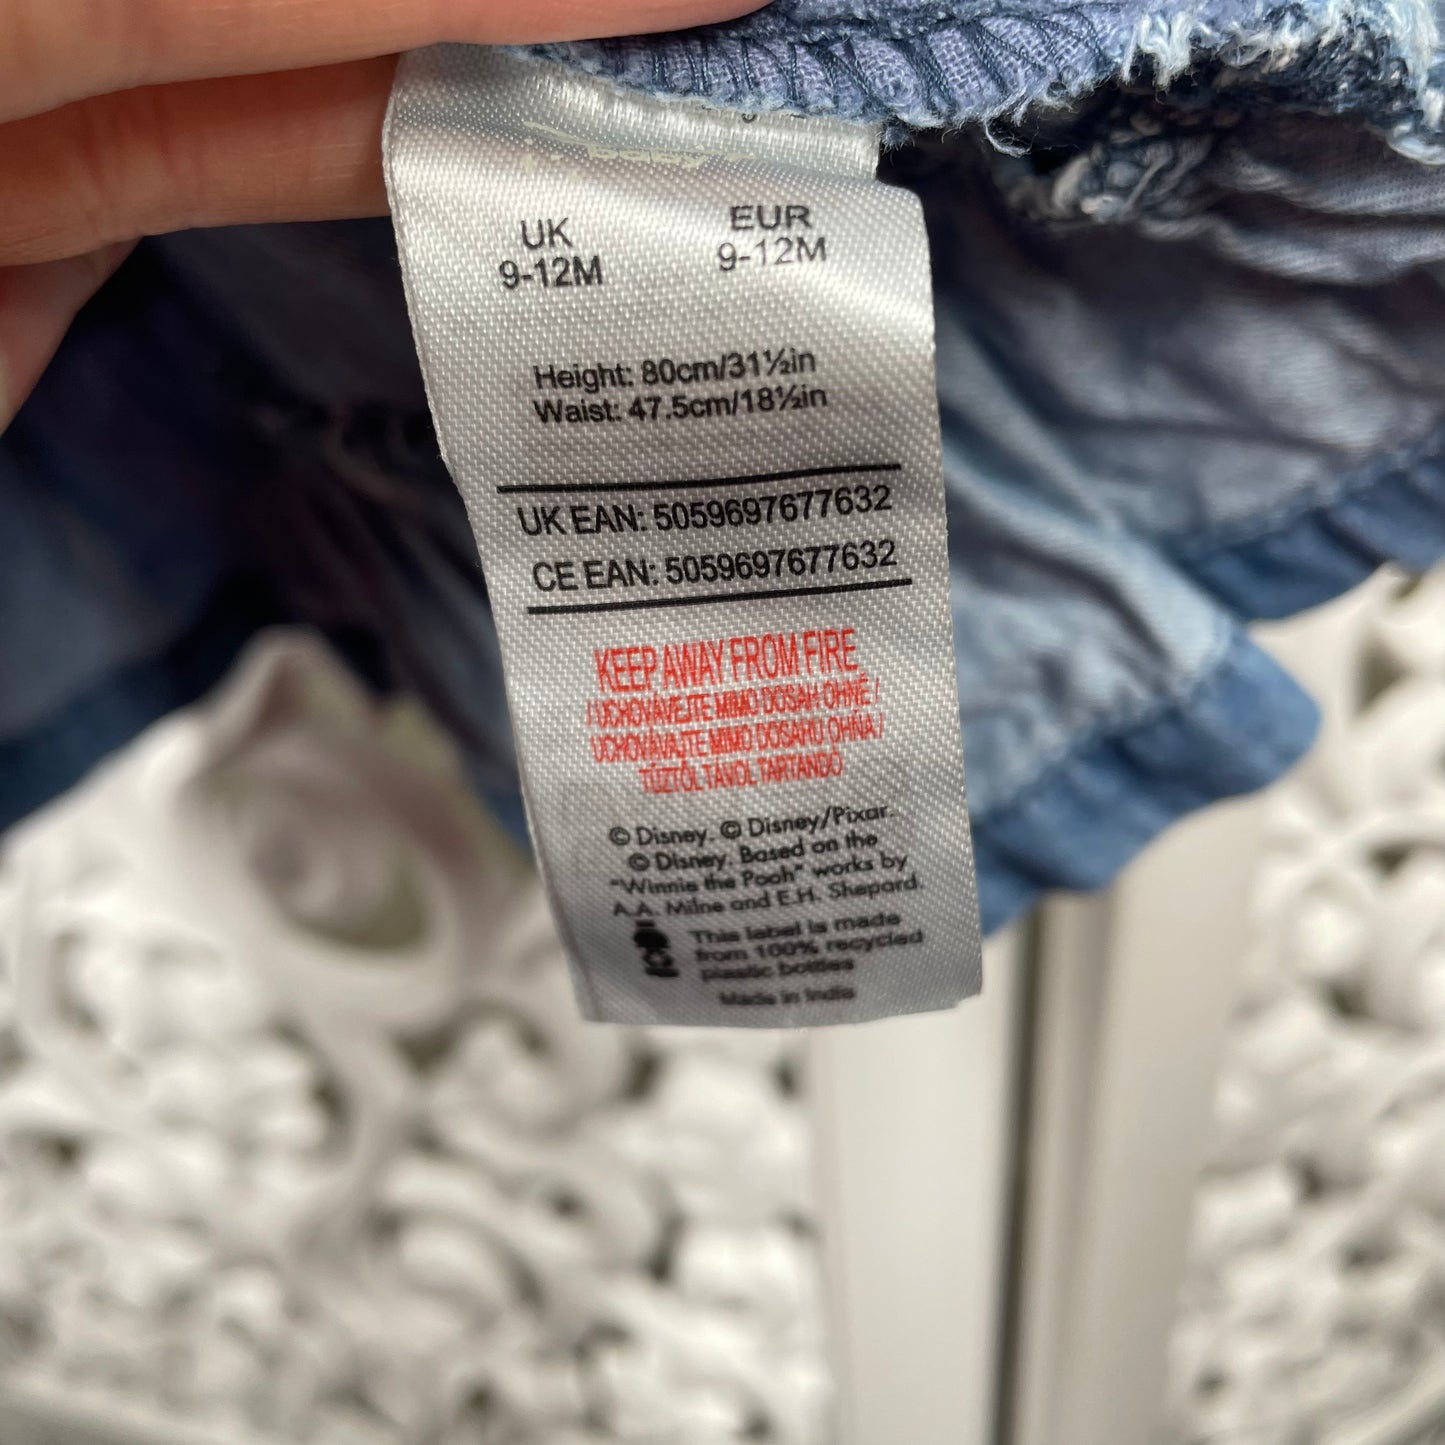 UK EUR
9-12M 9-12M
Height: 80cm/31½in
Waist: 47.5cm/18½in
UK EAN: 5059697677632
CE EAN: 5059697677632
KEEP AWAY FROM FIRE
/ UCHOVÁVEJTE MIMO DOSAH OHNĚ /
UCHOVÁVAJTE MIMO DOSAHU OHŇA /
TŰZTŐL TÁVOL TARTANDÓ
© Disney. © Disney/Pixar.
© Disney. Based on the
"Winnie the Pooh" works by
A.A. Milne and E.H. Shepard.
This label is made
from 100% recycled
plastic bottles
Made in India